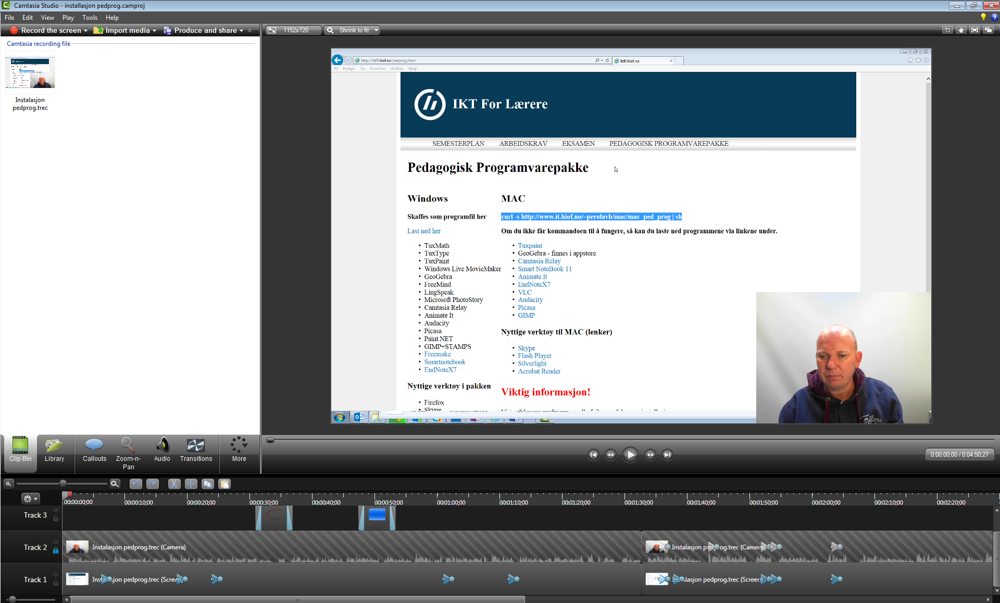 Camtasia Studio - installasjon pedprog.camproj
File Edit View Play Tools Help
Record the screen Import media Produce and share
1152x720 Shrink to fit
Camtasia recording file
Instalasjon
pedprog.trec
http://iktfl.hiof.no/pedprog.html
iktfl.hiof.no
Fil Rediger Vis Favoritter Verktøy Hjelp
IKT For Lærere
SEMESTERPLAN ARBEIDSKRAV EKSAMEN PEDAGOGISK PROGRAMVAREPAKKE
Pedagogisk Programvarepakke
Windows
Skaffes som programfil her
Last ned her
• TuxMath
• TuxType
• TuxPaint
• Windows Live MovieMaker
• GeoGebra
• FreeMind
• LingSpeak
• Microsoft PhotoStory
• Camtasia Relay
• Animate It
• Audacity
• Picasa
• Paint.NET
• GIMP+STAMPS
• Freemake
• Smartnotebook
• EndNoteX7
Nyttige verktøy i pakken
• Firefox
• Skype
MAC
curl -s http://www.it.hiof.no/~perolavb/mac/mac_ped_prog | sh
Om du ikke får kommandoen til å fungere, så kan du laste ned programmene via linkene under.
• Tuxpaint
• GeoGebra - finnes i appstore
• Camtasia Relay
• Smart NoteBook 11
• Animate It
• EndNoteX7
• VLC
• Audacity
• Picasa
• GIMP
Nyttige verktøy til MAC (lenker)
• Skype
• Flash Player
• Silverlight
• Acrobat Reader
Viktig informasjon!
Clip Bin Library Callouts Zoom-n-Pan Audio Transitions More
0:00:00;00 / 0:04:50;27
00:00:00;00 00:00:10;00 00:00:20;00 00:00:30;00 00:00:40;00 00:00:50;00 00:01:00;00 00:01:10;00 00:01:20;00 00:01:30;00 00:01:40;00 00:01:50;00 00:02:00;00 00:02:10;00 00:02:20;00
Track 3
Track 2 Instalasjon pedprog.trec (Camera) Instalasjon pedprog.trec (Camera)
Track 1 Instalasjon pedprog.trec (Screen) Instalasjon pedprog.trec (Screen)